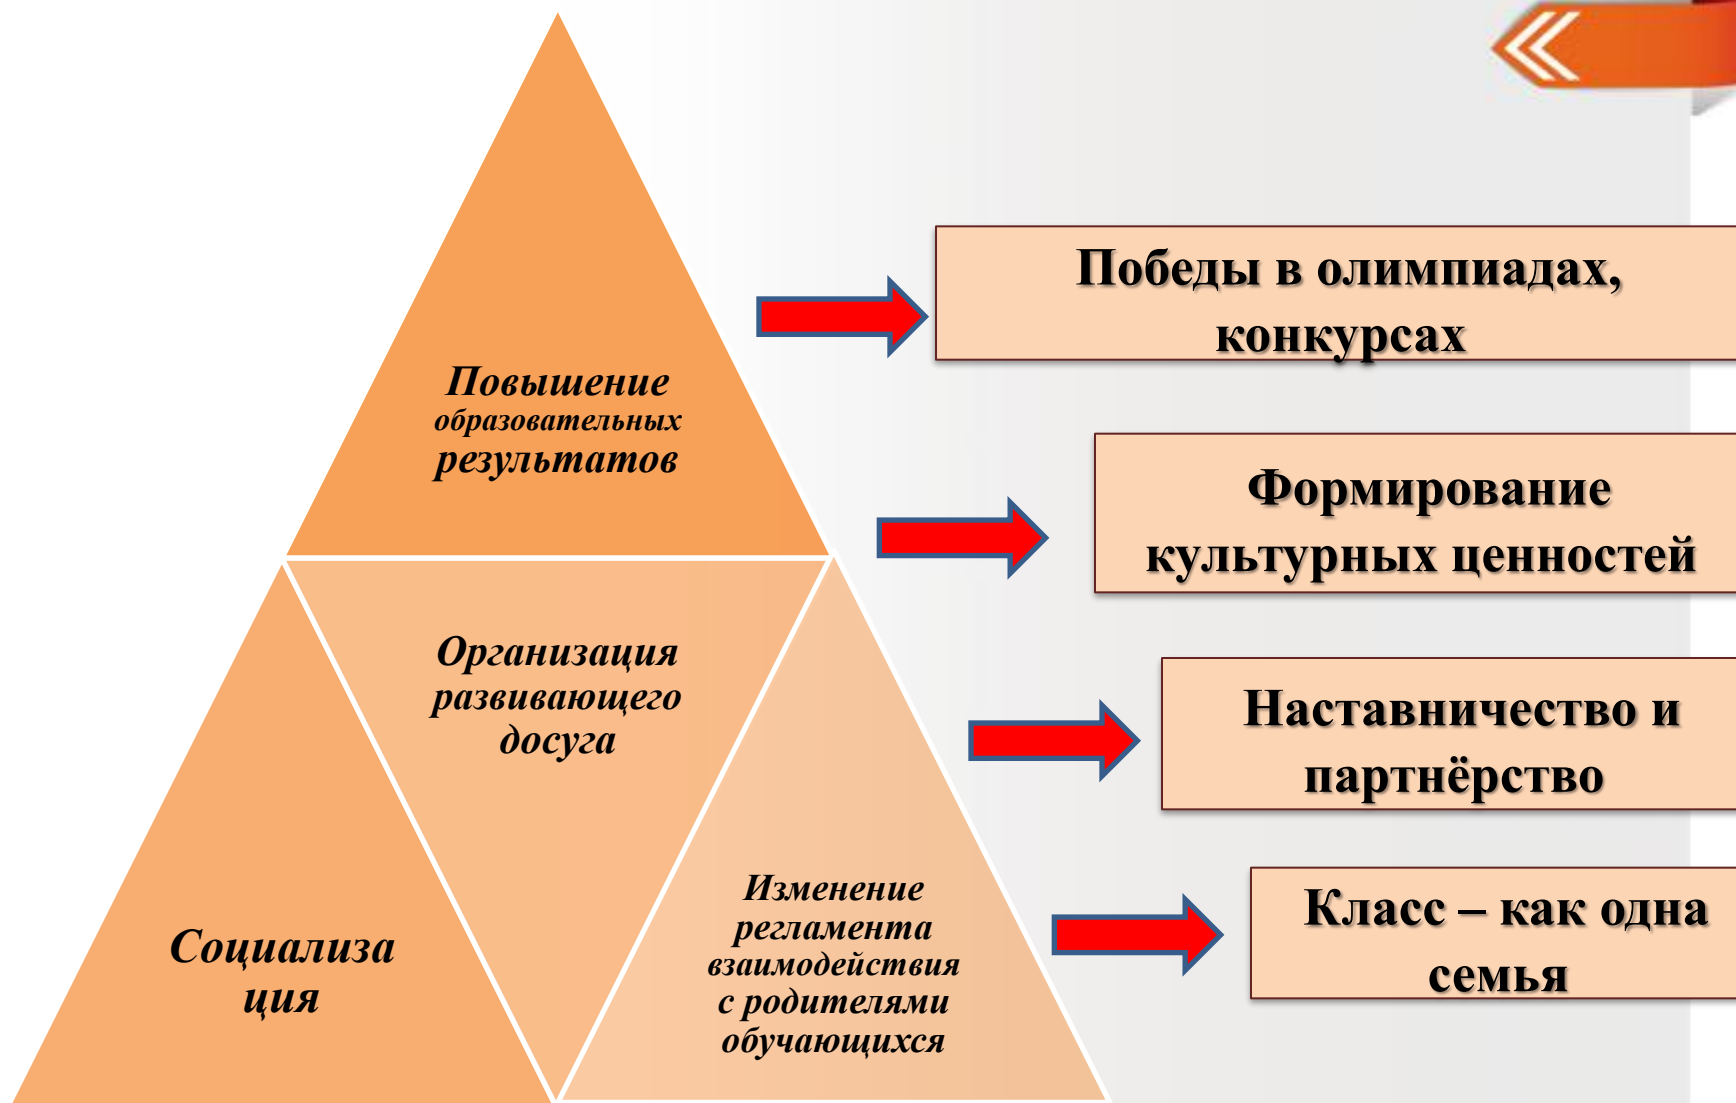 Повышение
образовательных
результатов
Организация
развивающего
досуга
Социализа
ция
Изменение
регламента
взаимодействия
с родителями
обучающихся
Победы в олимпиадах,
конкурсах
Формирование
культурных ценностей
Наставничество и
партнёрство
Класс – как одна
семья